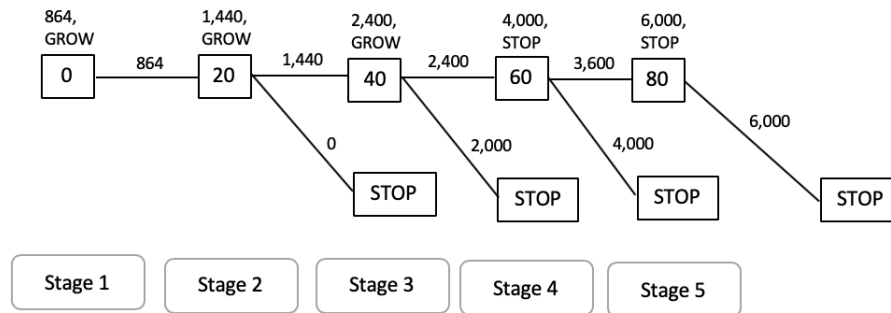 864,
GROW
1,440,
GROW
2,400,
GROW
4,000,
STOP
6,000,
STOP
0
864
20
1,440
40
2,400
60
3,600
80
0
2,000
4,000
6,000
STOP
STOP
STOP
STOP
Stage 1
Stage 2
Stage 3
Stage 4
Stage 5